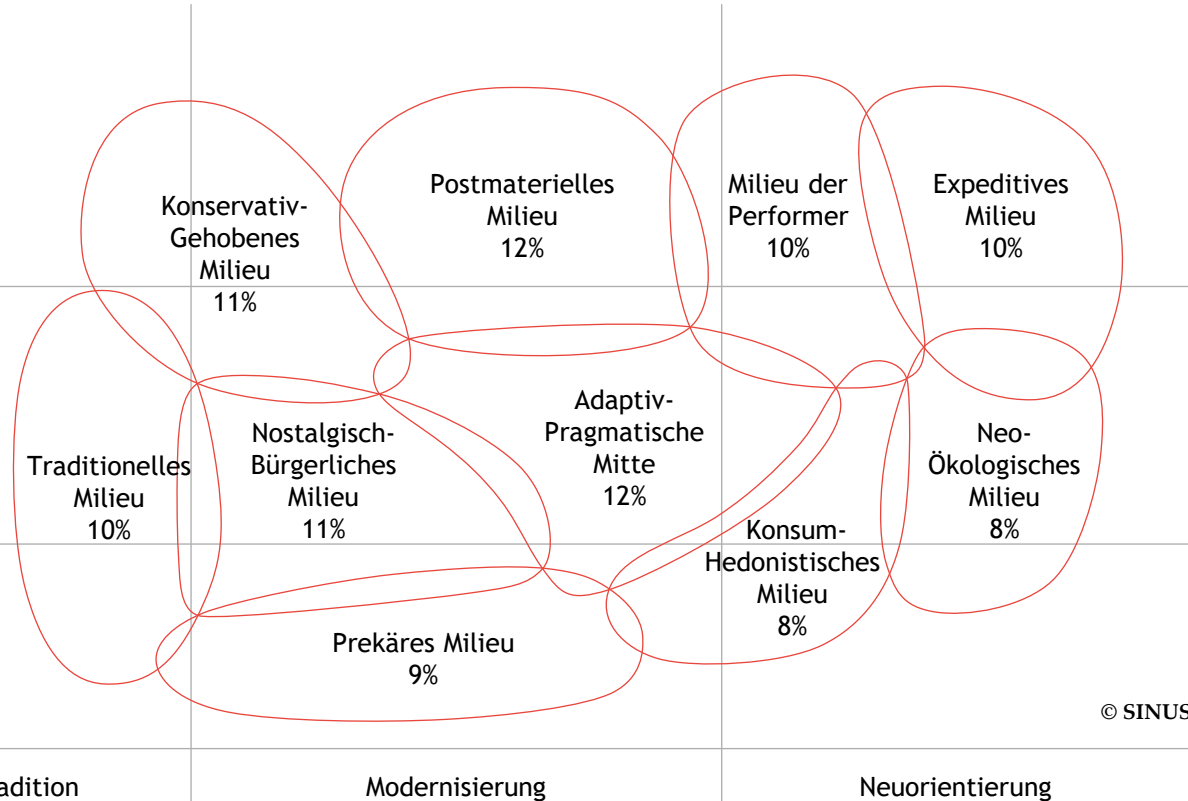 Konservativ-
Gehobenes
Milieu
11%
Postmaterielles
Milieu
12%
Milieu der
Performer
10%
Expeditives
Milieu
10%
Traditionelles
Milieu
10%
Nostalgisch-
Bürgerliches
Milieu
11%
Adaptiv-
Pragmatische
Mitte
12%
Konsum-
Hedonistisches
Milieu
8%
Neo-
Ökologisches
Milieu
8%
Prekäres Milieu
9%
© SINUS
adition
Modernisierung
Neuorientierung